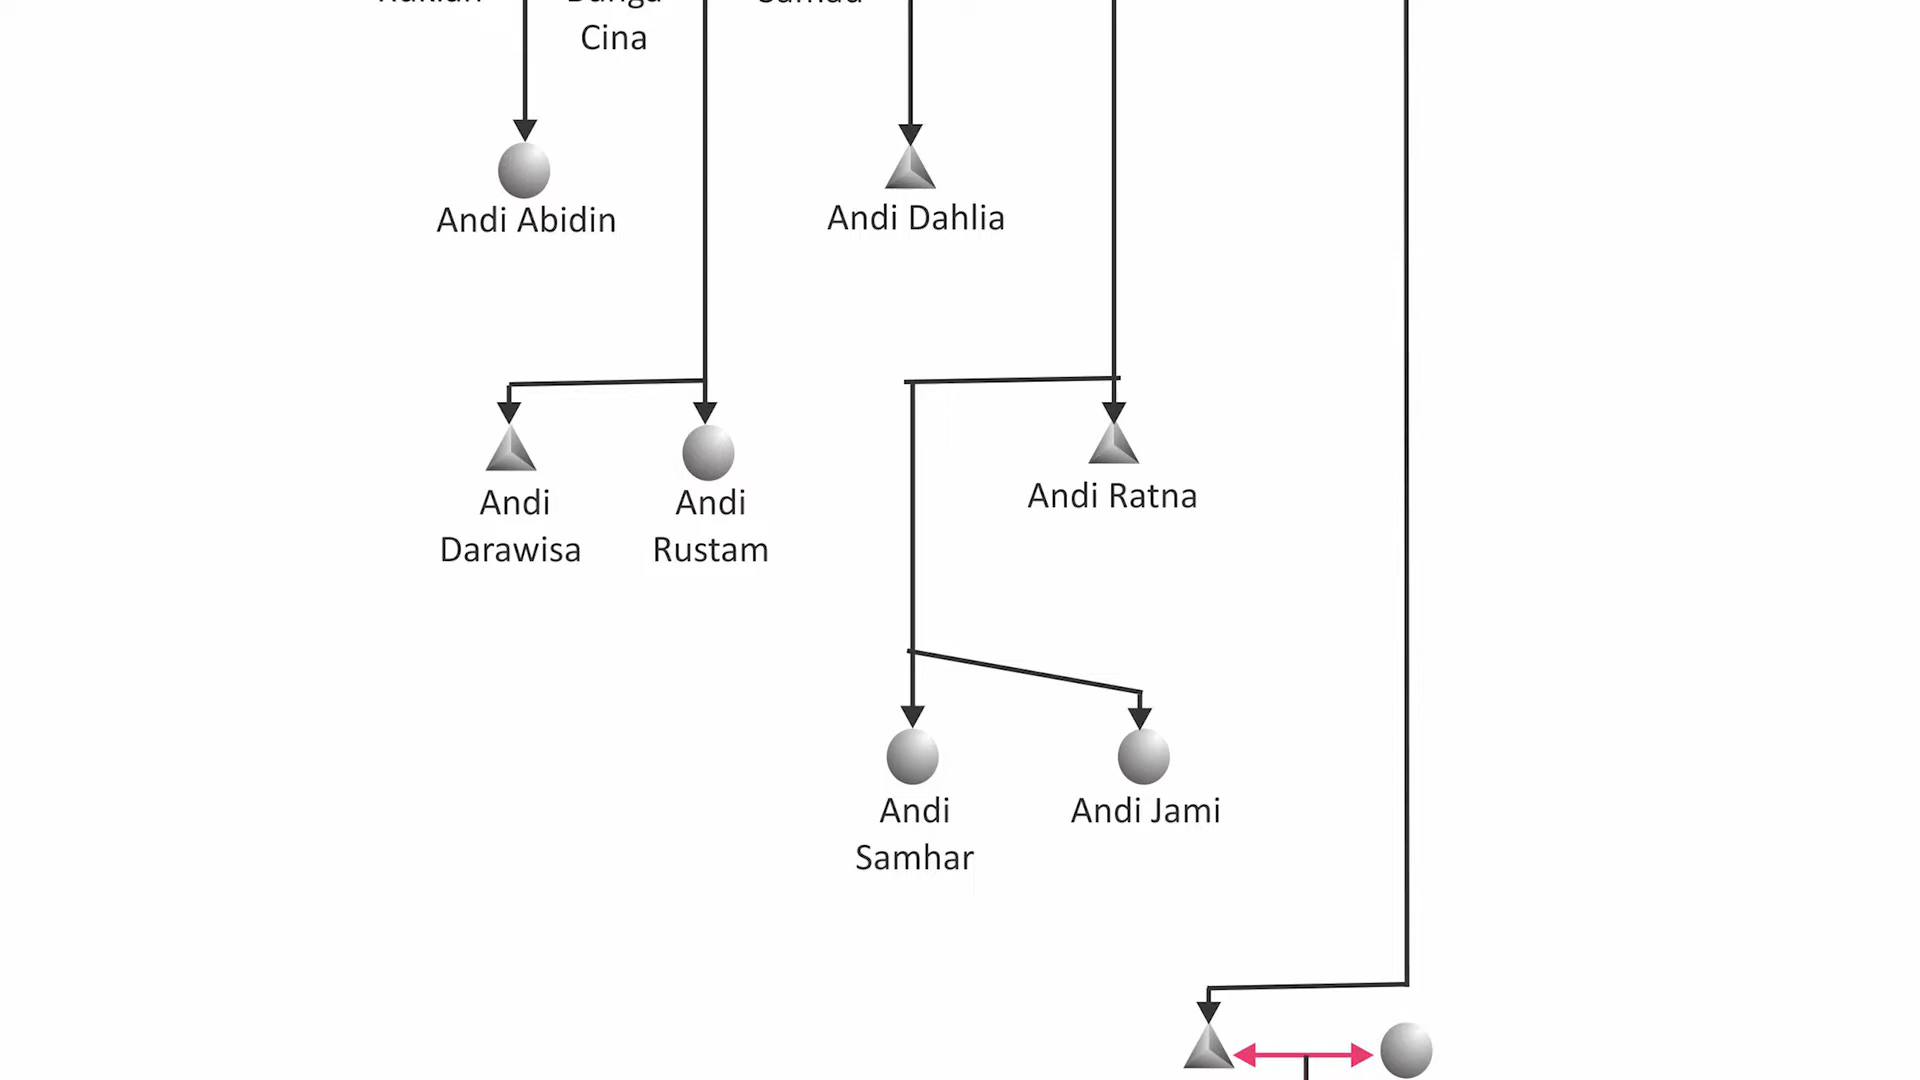 Cina
Andi Abidin
Andi Dahlia
Andi
Darawisa
Andi
Rustam
Andi Ratna
Andi
Samhar
Andi Jami